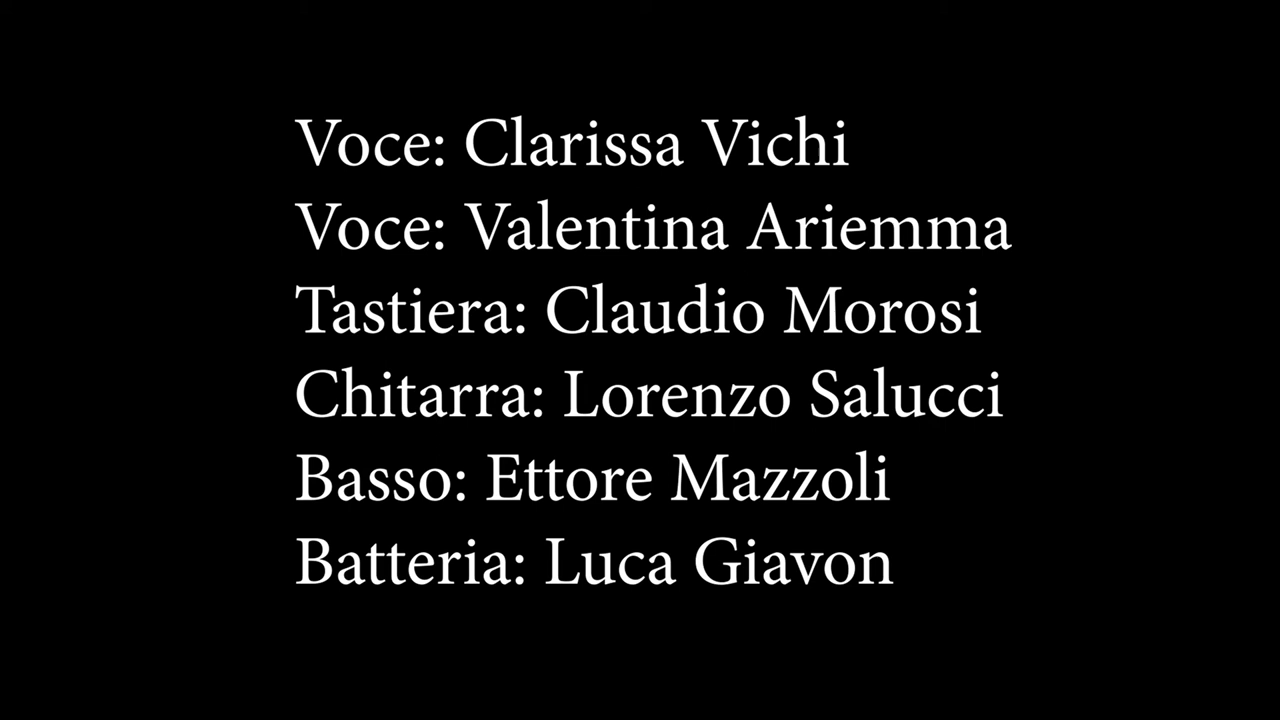 Voce: Clarissa Vichi
Voce: Valentina Ariemma
Tastiera: Claudio Morosi
Chitarra: Lorenzo Salucci
Basso: Ettore Mazzoli
Batteria: Luca Giavon